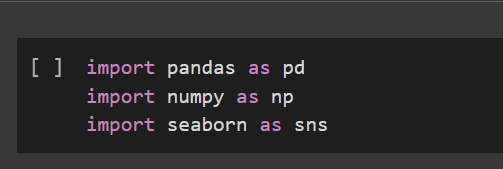 [ ] import pandas as pd
import numpy as np
import seaborn as sns